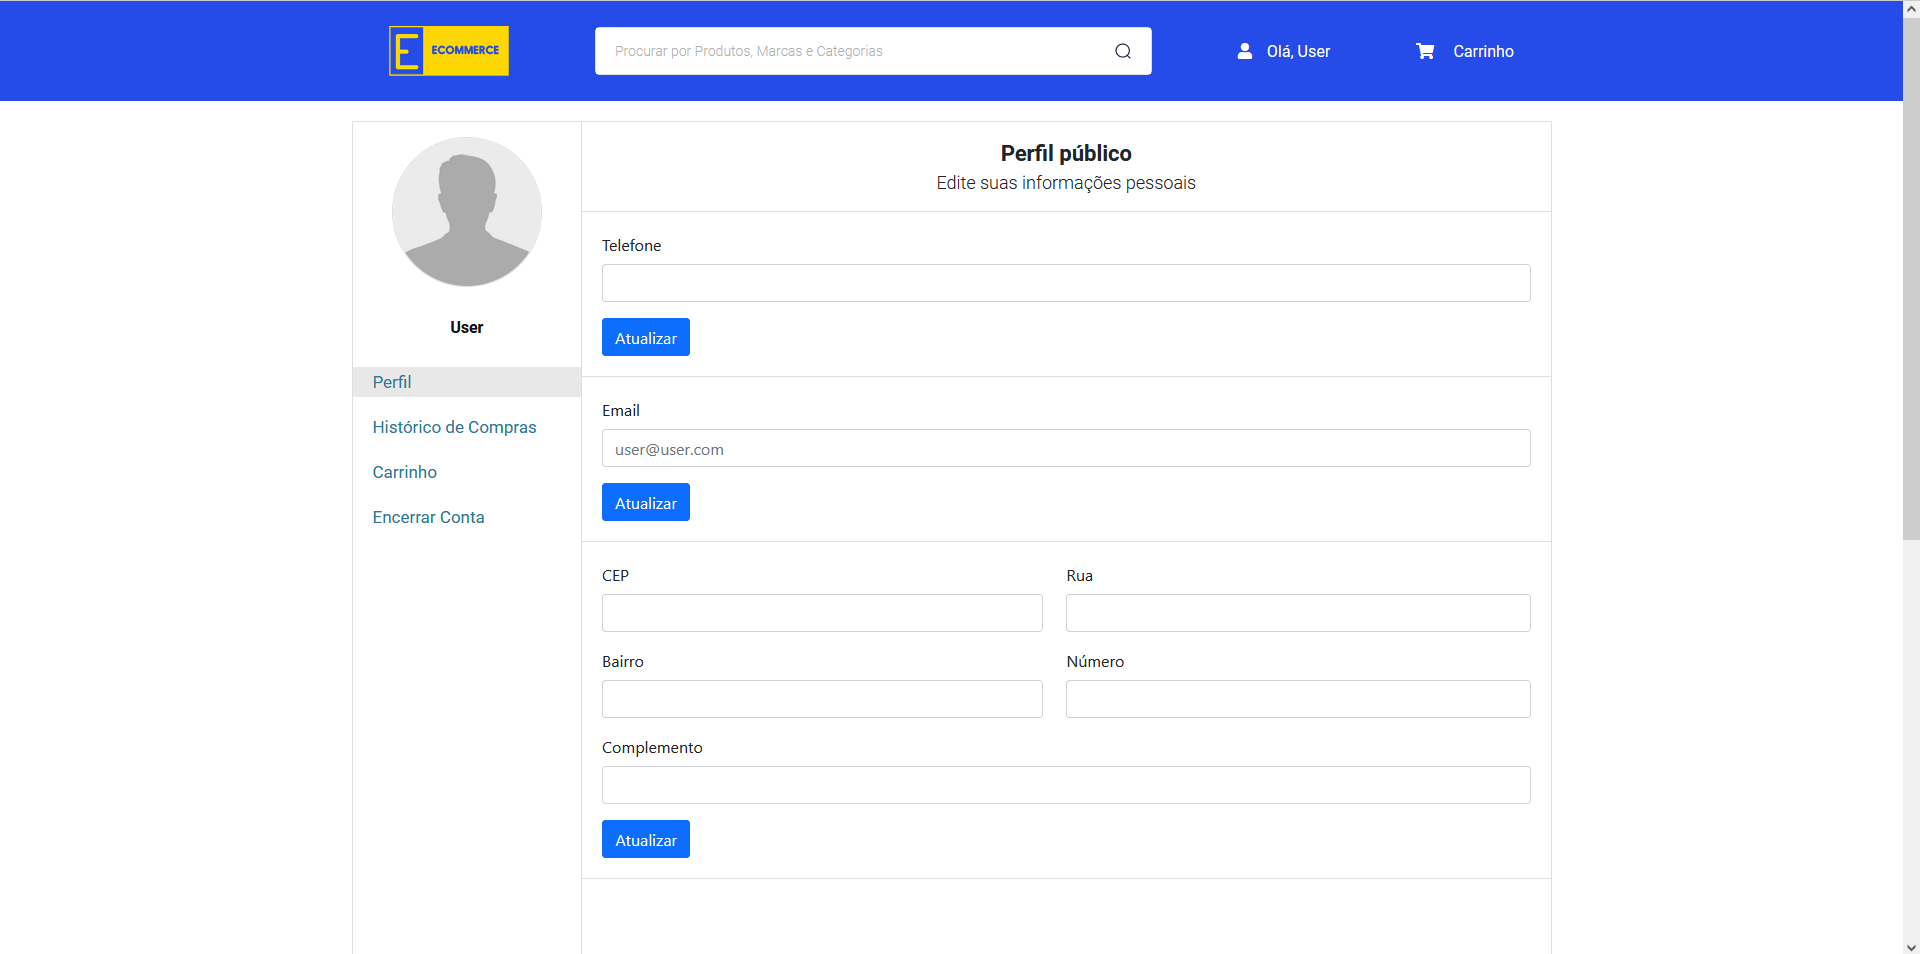 E ECOMMERCE
Procurar por Produtos, Marcas e Categorias
Olá, User
Carrinho
User
Perfil
Histórico de Compras
Carrinho
Encerrar Conta
Perfil público
Edite suas informações pessoais
Telefone
Atualizar
Email
user@user.com
Atualizar
CEP
Rua
Bairro
Número
Complemento
Atualizar